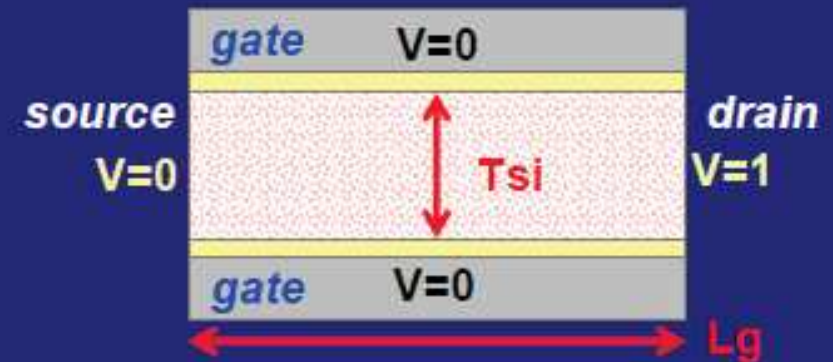 gate V=0
source drain
V=0 Tsi V=1
gate V=0
Lg